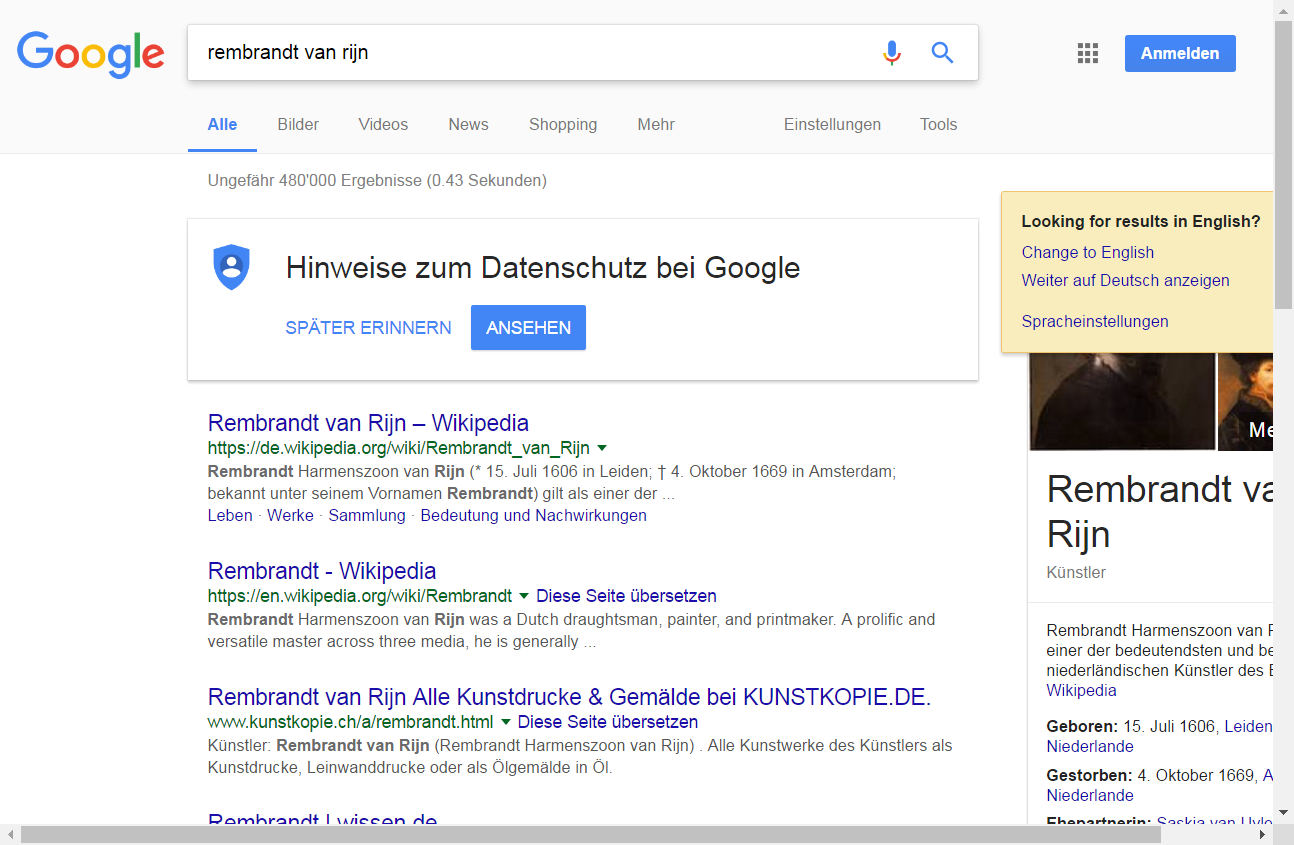 Google
rembrandt van rijn
Anmelden
Alle Bilder Videos News Shopping Mehr Einstellungen Tools
Ungefähr 480'000 Ergebnisse (0.43 Sekunden)
Hinweise zum Datenschutz bei Google
SPÄTER ERINNERN ANSEHEN
Rembrandt van Rijn – Wikipedia
https://de.wikipedia.org/wiki/Rembrandt_van_Rijn
Rembrandt Harmenszoon van Rijn (* 15. Juli 1606 in Leiden; † 4. Oktober 1669 in Amsterdam;
bekannt unter seinem Vornamen Rembrandt) gilt als einer der ...
Leben · Werke · Sammlung · Bedeutung und Nachwirkungen
Rembrandt - Wikipedia
https://en.wikipedia.org/wiki/Rembrandt Diese Seite übersetzen
Rembrandt Harmenszoon van Rijn was a Dutch draughtsman, painter, and printmaker. A prolific and
versatile master across three media, he is generally ...
Rembrandt van Rijn Alle Kunstdrucke & Gemälde bei KUNSTKOPIE.DE.
www.kunstkopie.ch/a/rembrandt.html Diese Seite übersetzen
Künstler: Rembrandt van Rijn (Rembrandt Harmenszoon van Rijn) . Alle Kunstwerke des Künstlers als
Kunstdrucke, Leinwanddrucke oder als Ölgemälde in Öl.
Rembrandt | wissen.de
Looking for results in English?
Change to English
Weiter auf Deutsch anzeigen
Spracheinstellungen
Me
Rembrandt va
Rijn
Künstler
Rembrandt Harmenszoon van
einer der bedeutendsten und be
niederländischen Künstler des
Wikipedia
Geboren: 15. Juli 1606, Leiden
Niederlande
Gestorben: 4. Oktober 1669, A
Niederlande
Ehepartnerin: Saskia van Uylo